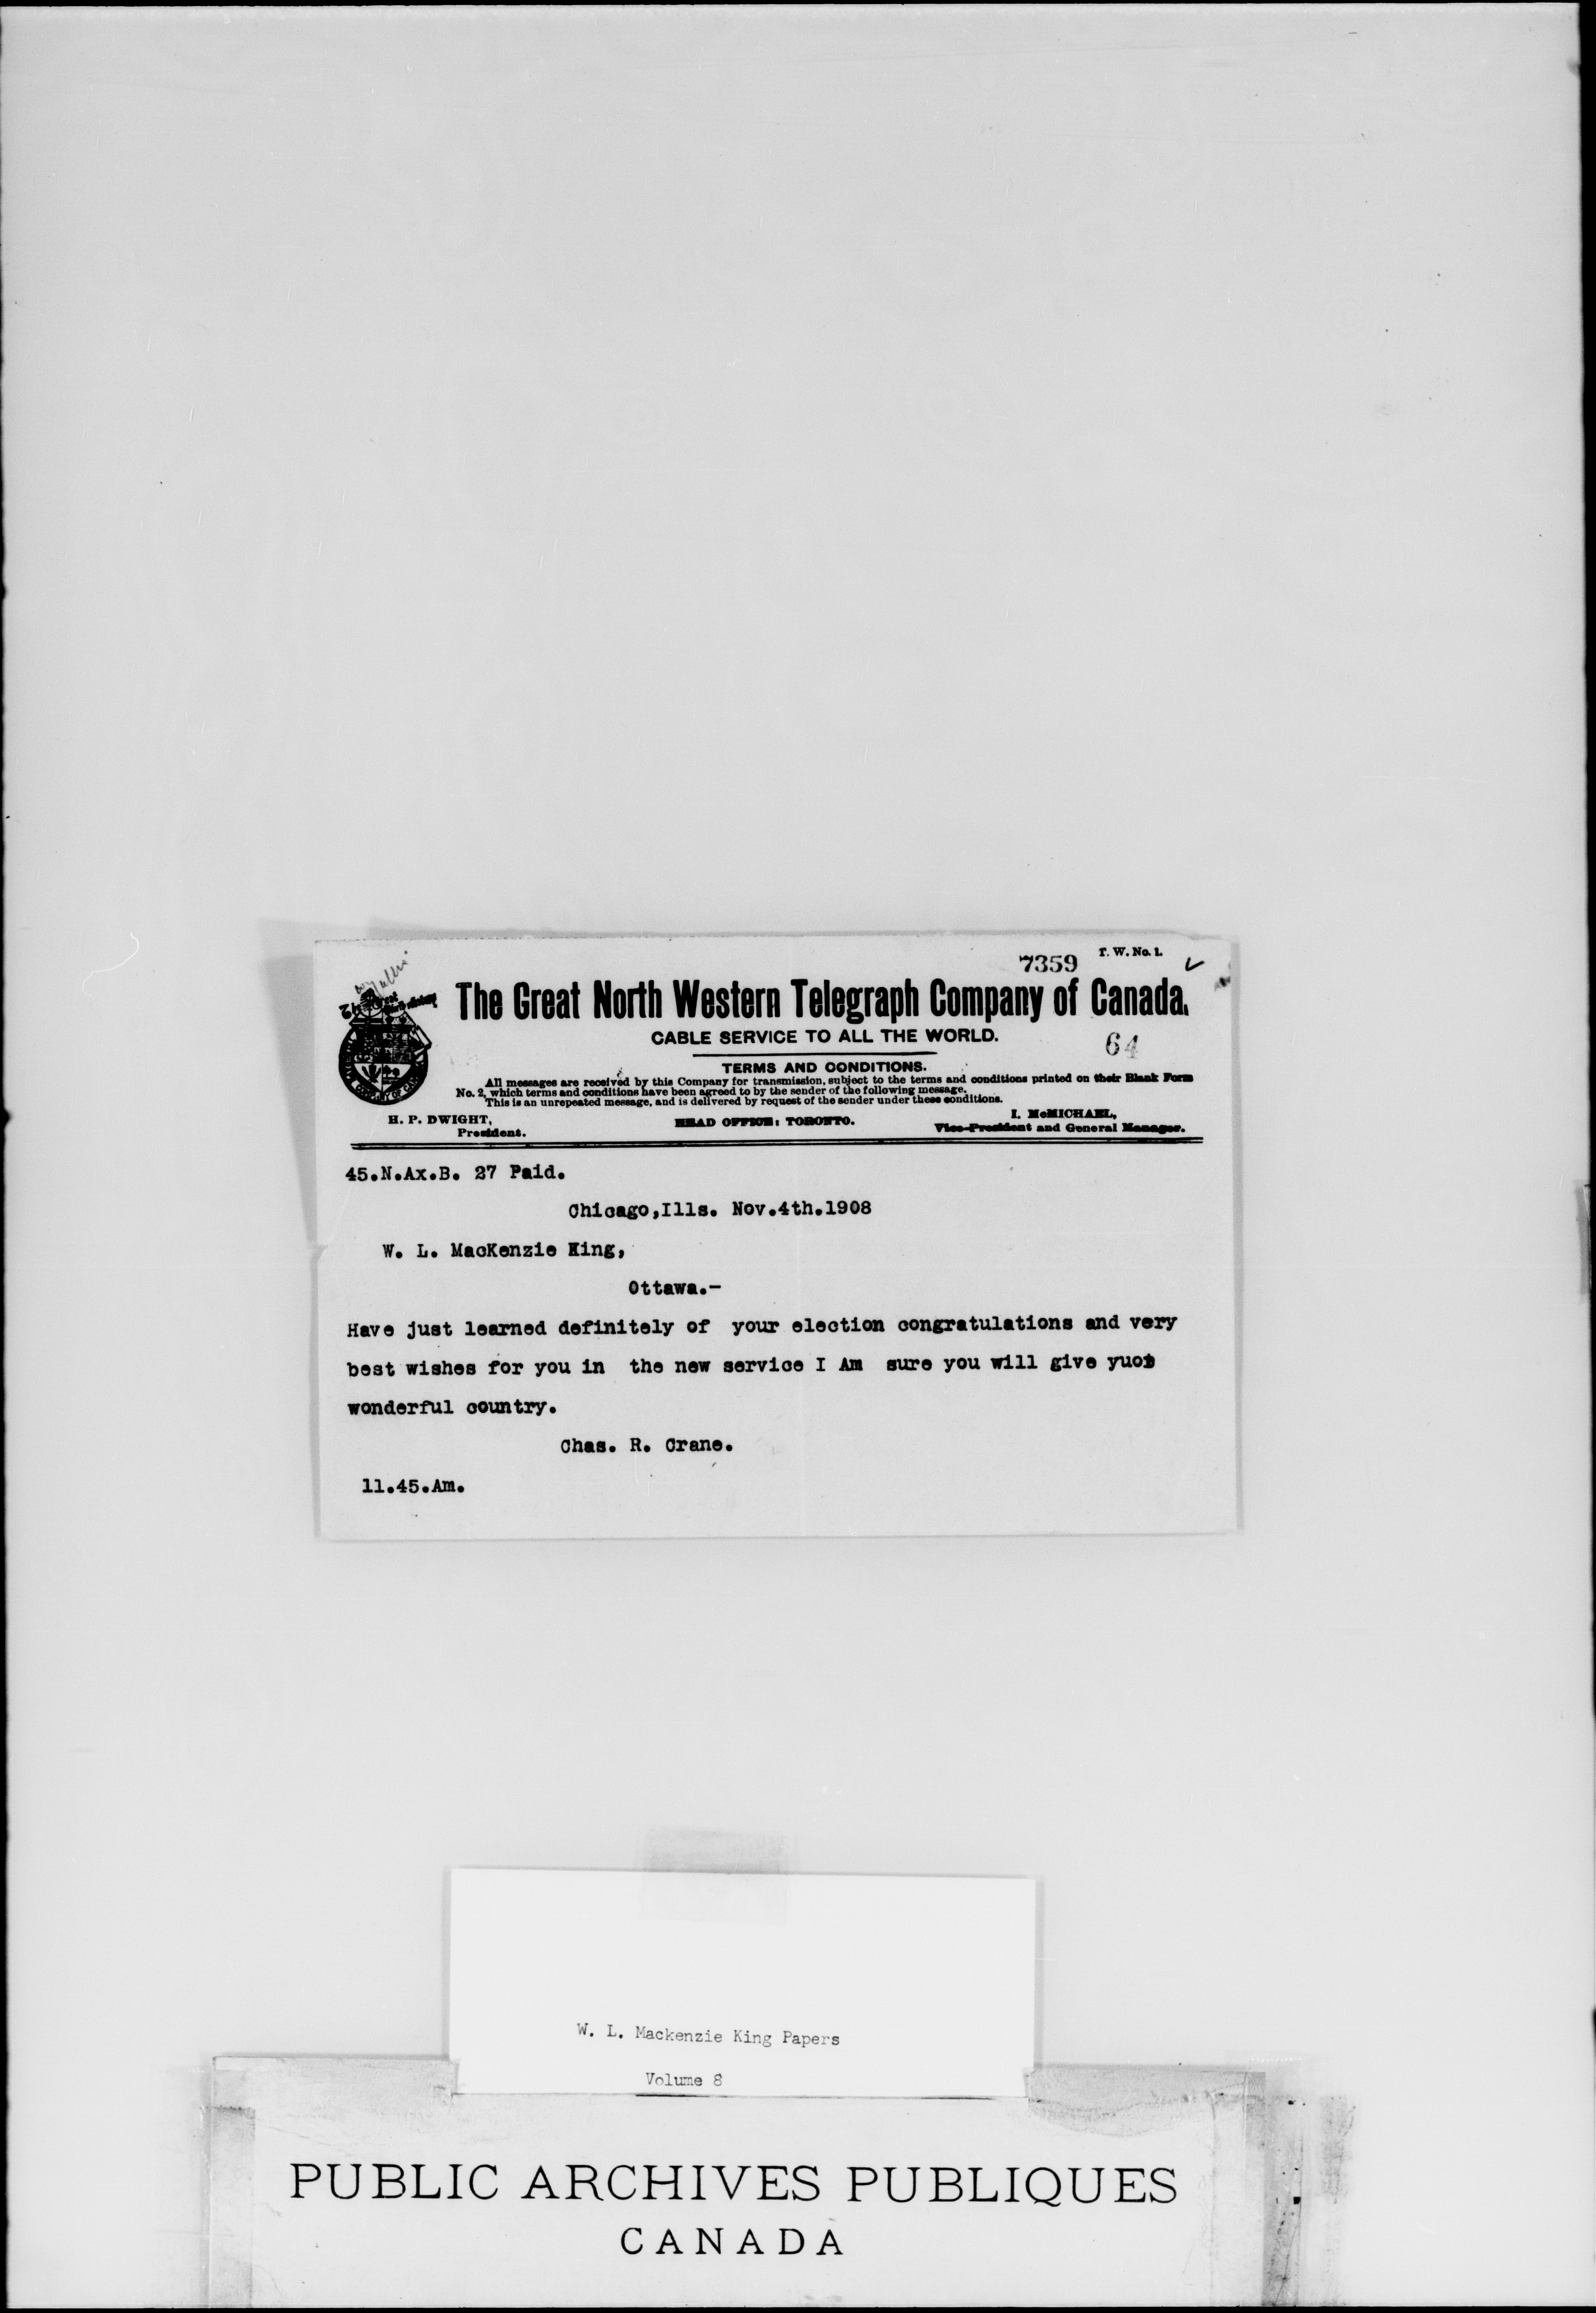 7359 T. W. No. 1.
The Great North Western Telegraph Company of Canada.
CABLE SERVICE TO ALL THE WORLD.
64
TERMS AND CONDITIONS.
All messages are received by this Company for transmission, subject to the terms and conditions printed on their Blank Form
No. 2, which terms and conditions have been agreed to by the sender of the following message.
This is an unrepeated message, and is delivered by request of the sender under these conditions.
H. P. DWIGHT,
President.
HEAD OFFICE: TORONTO.
I. McMICHAEL,
Vice-President and General Manager.
45.N.Ax.B. 27 Paid.
Chicago,Ills. Nov.4th.1908
W. L. MacKenzie King,
Ottawa.-
Have just learned definitely of your election congratulations and very
best wishes for you in the new service I Am sure you will give
wonderful country.
Chas. R. Crane.
11.45.Am.
W. L. Mackenzie King Papers
Volume 8
PUBLIC ARCHIVES PUBLIQUES
CANADA